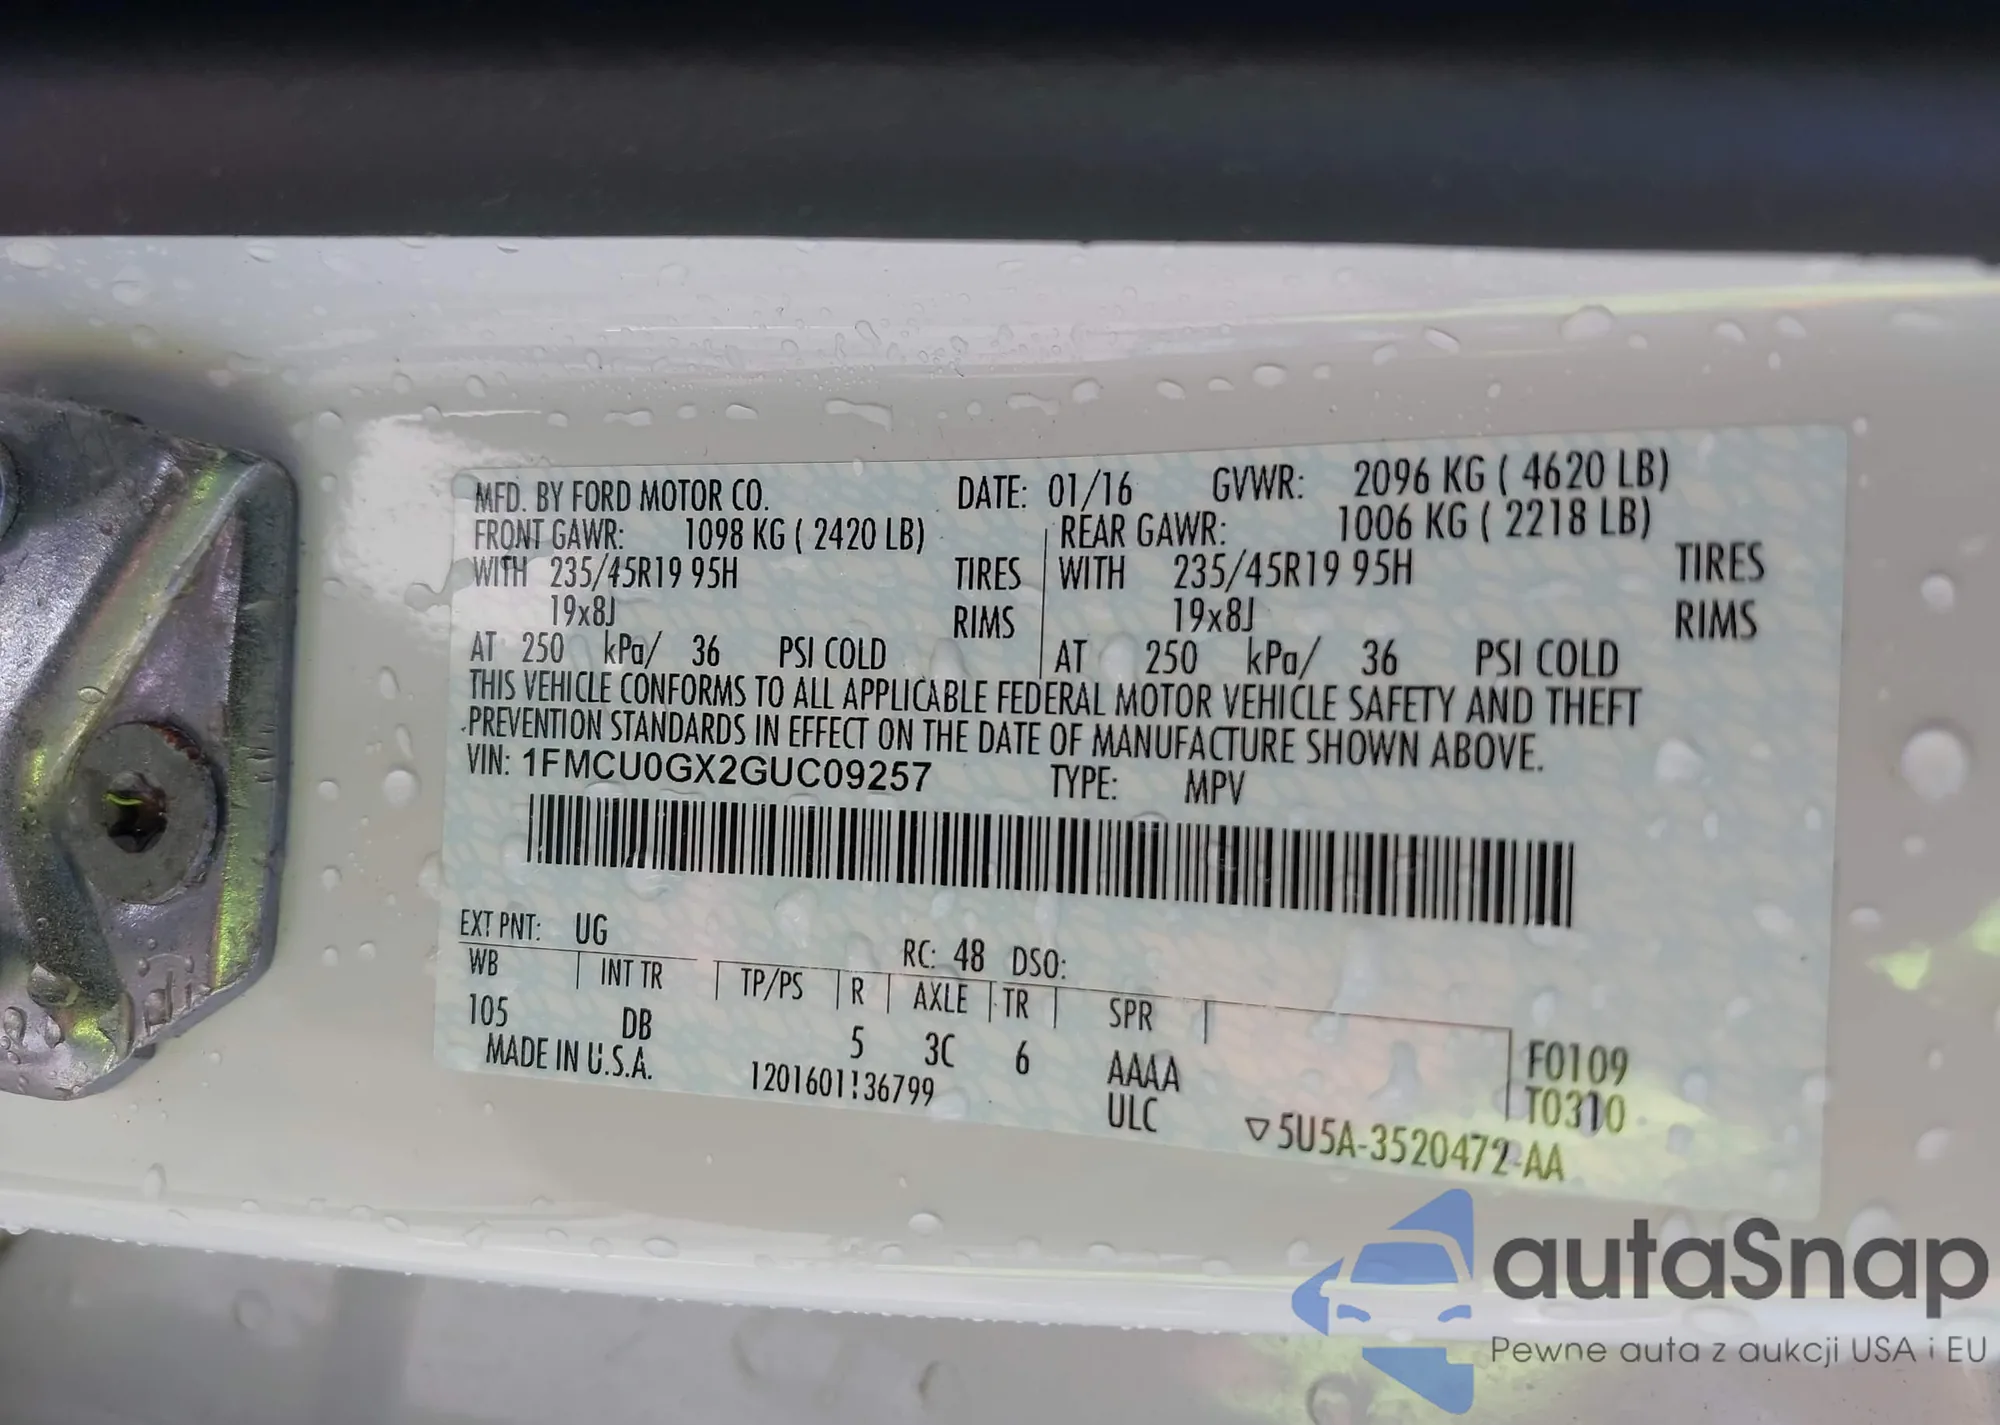 MFD. BY FORD MOTOR CO. DATE: 01/16 GVWR: 2096 KG ( 4620 LB)
FRONT GAWR: 1098 KG ( 2420 LB) REAR GAWR: 1006 KG ( 2218 LB)
WITH 235/45R19 95H TIRES WITH 235/45R19 95H TIRES
19x8J RIMS 19x8J RIMS
AT 250 kPa/ 36 PSI COLD AT 250 kPa/ 36 PSI COLD
THIS VEHICLE CONFORMS TO ALL APPLICABLE FEDERAL MOTOR VEHICLE SAFETY AND THEFT
PREVENTION STANDARDS IN EFFECT ON THE DATE OF MANUFACTURE SHOWN ABOVE.
VIN: 1FMCU0GX2GUC09257 TYPE: MPV
EXT PNT: UG RC: 48 DSO:
WB INT TR TP/PS R AXLE TR SPR
105 DB 5 3C 6 AAAA F0109
MADE IN U.S.A. 1201601136799 ULC T0310
▽5U5A-3520472-AA
autaSnap
Pewne auta z aukcji USA i EU